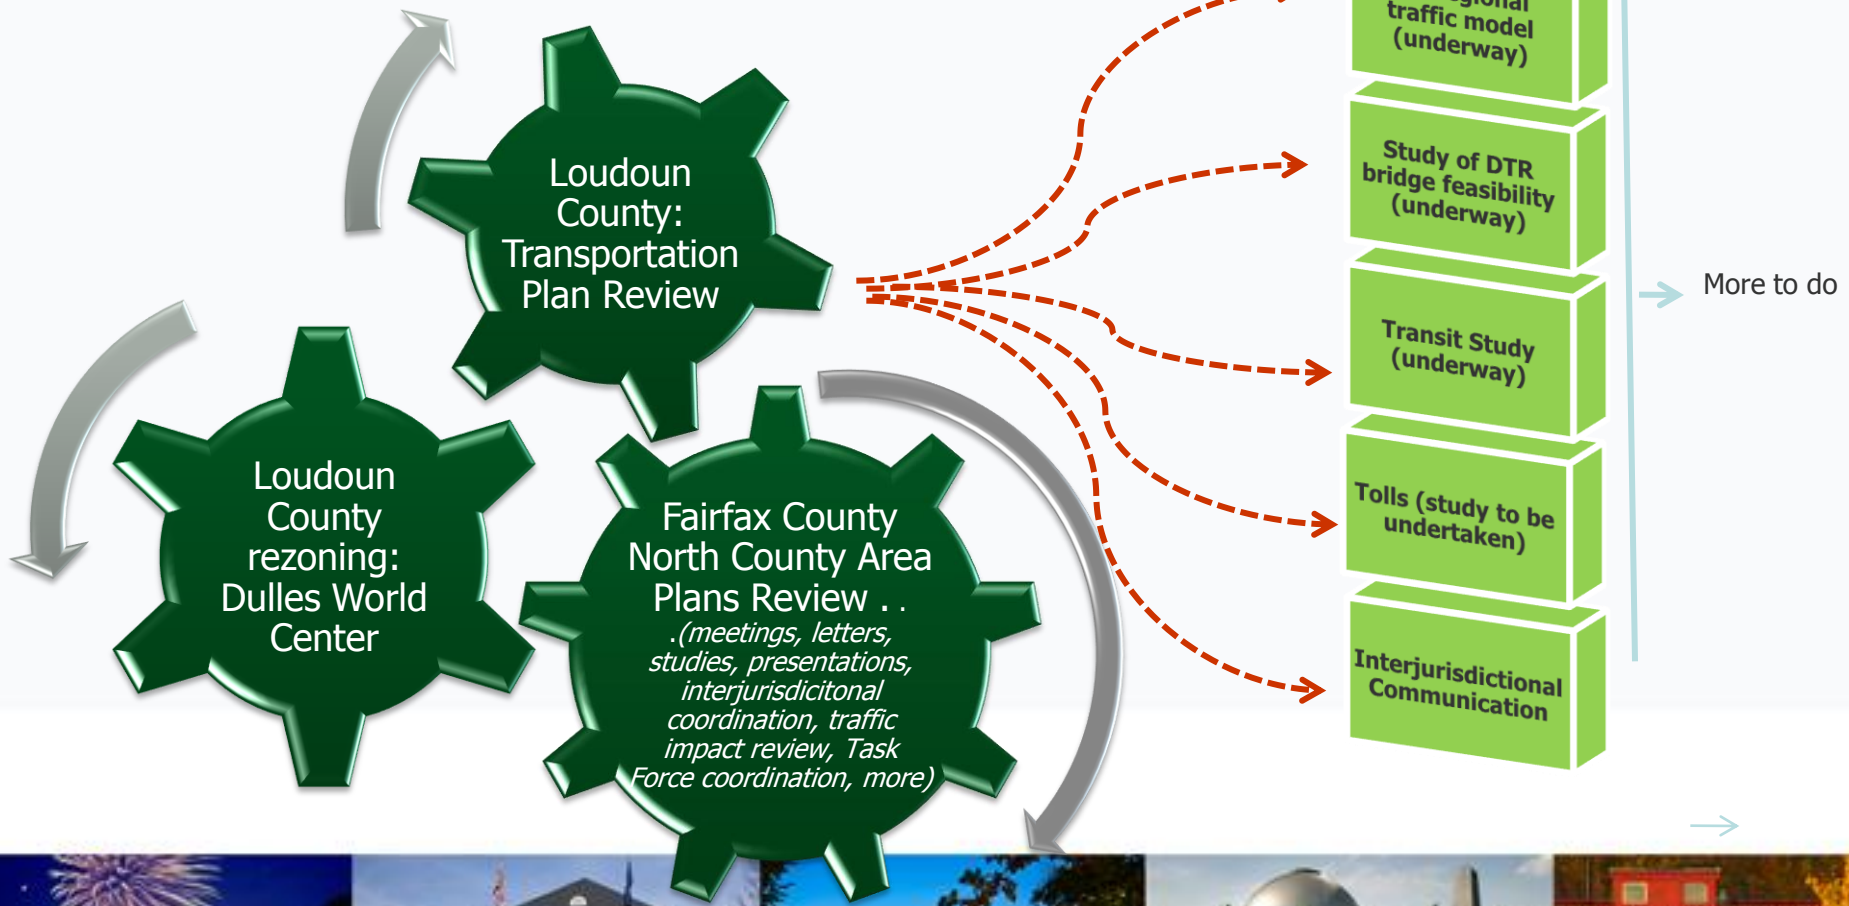 Loudoun
County:
Transportation
Plan Review
Loudoun
County
rezoning:
Dulles World
Center
Fairfax County
North County Area
Plans Review . .
.(meetings, letters,
studies, presentations,
interjurisdicitonal
coordination, traffic
impact review, Task
Force coordination, more)
traffic model
(underway)
Study of DTR
bridge feasibility
(underway)
Transit Study
(underway)
Tolls (study to be
undertaken)
Interjurisdictional
Communication
More to do